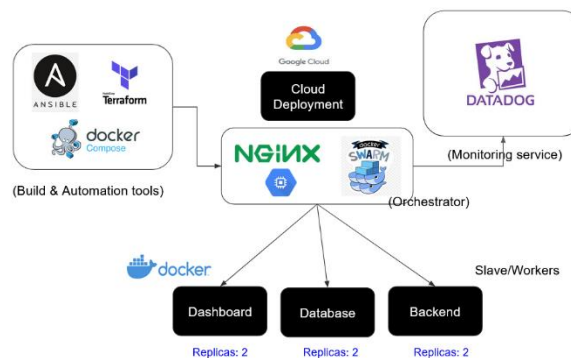 Google Cloud
Cloud
Deployment
ANSIBLE
Terraform
docker
Compose
(Build & Automation tools)
NGINX
docker
SWARM
(Orchestrator)
DATADOG
(Monitoring service)
docker
Slave/Workers
Dashboard
Database
Backend
Replicas: 2
Replicas: 2
Replicas: 2